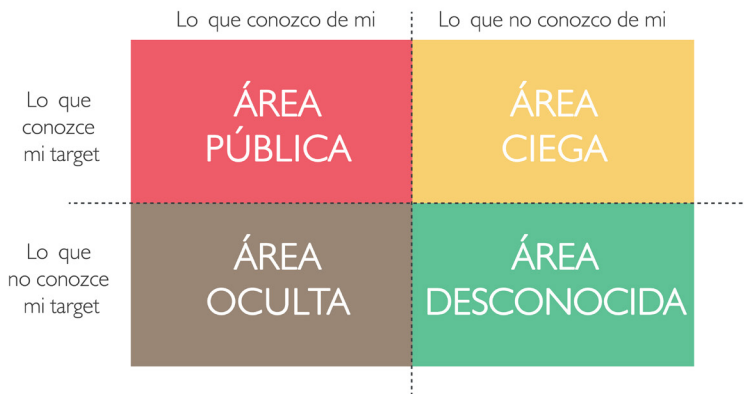 Lo que conozco de mi
Lo que no conozco de mi
Lo que
conozce
mi target
ÁREA
PÚBLICA
ÁREA
CIEGA
Lo que
no conozce
mi target
ÁREA
OCULTA
ÁREA
DESCONOCIDA